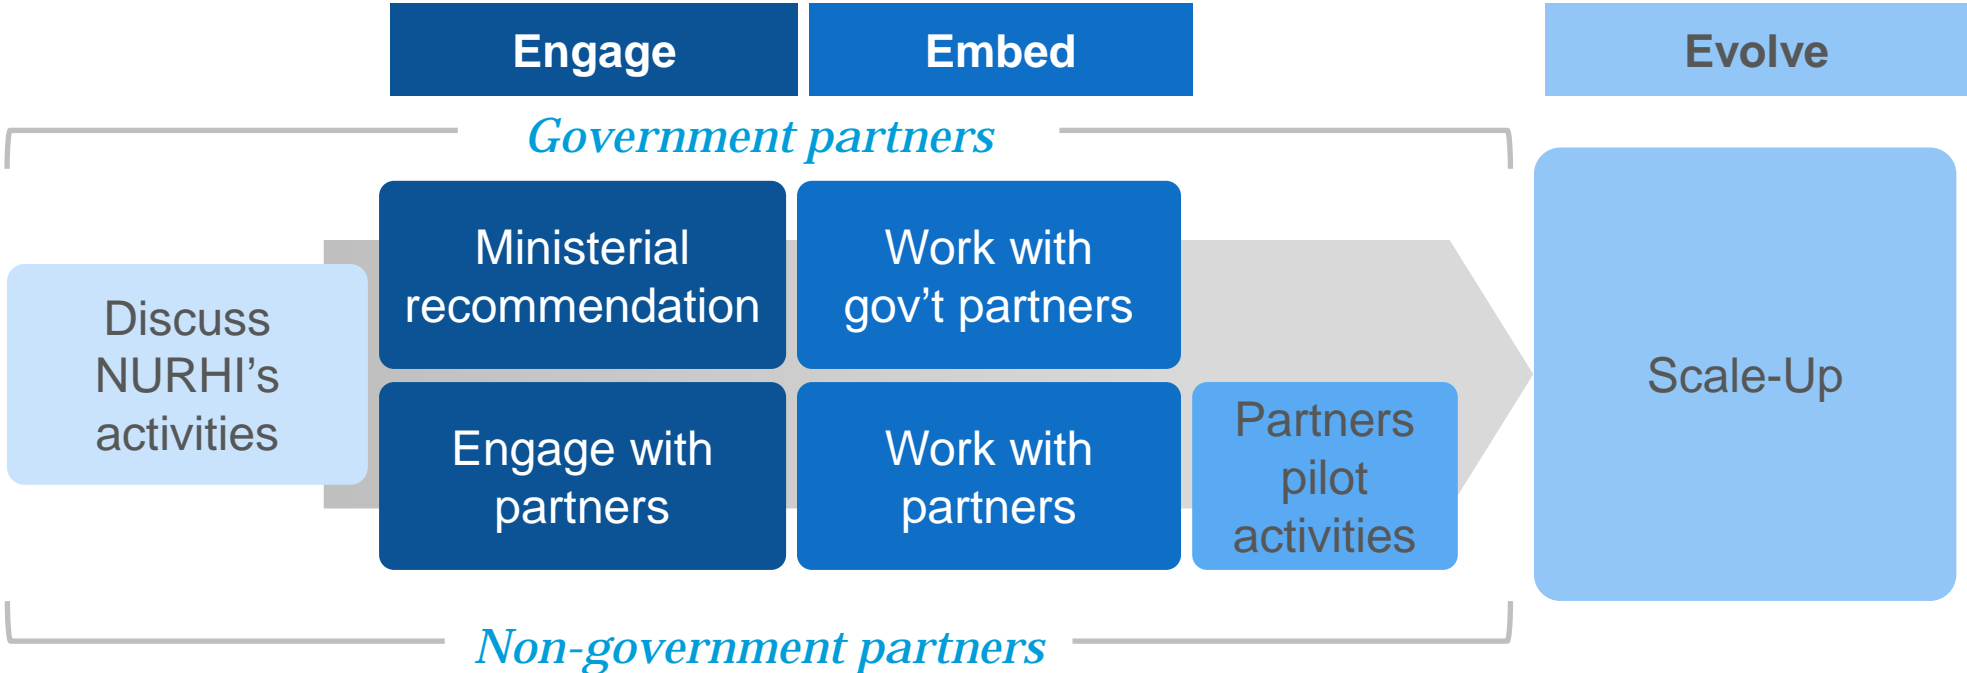 Engage
Embed
Evolve
Government partners
Discuss
NURHI's
activities
Ministerial
recommendation
Work with
gov't partners
Engage with
partners
Work with
partners
Partners
pilot
activities
Scale-Up
Non-government partners